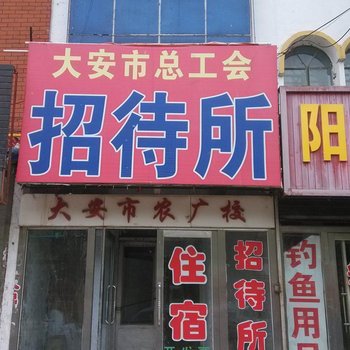 大安市总工会
招待所
大安市农广校
住宿
招待所
阳
钓鱼用